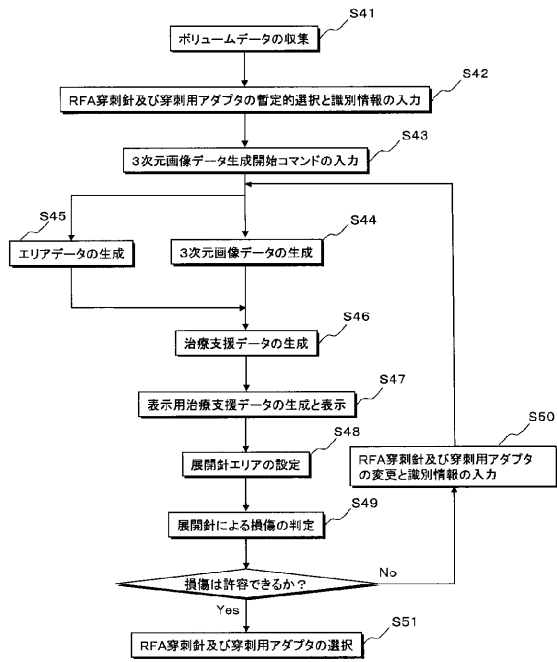 S41
ボリュームデータの収集
S42
RFA穿刺針及び穿刺用アダプタの暫定的選択と識別情報の入力
S43
3次元画像データ生成開始コマンドの入力
S45
エリアデータの生成
S44
3次元画像データの生成
S46
治療支援データの生成
S47
表示用治療支援データの生成と表示
S48
展開針エリアの設定
S50
RFA穿刺針及び穿刺用アダプタ
の変更と識別情報の入力
S49
展開針による損傷の判定
損傷は許容できるか?
No
Yes
S51
RFA穿刺針及び穿刺用アダプタの選択